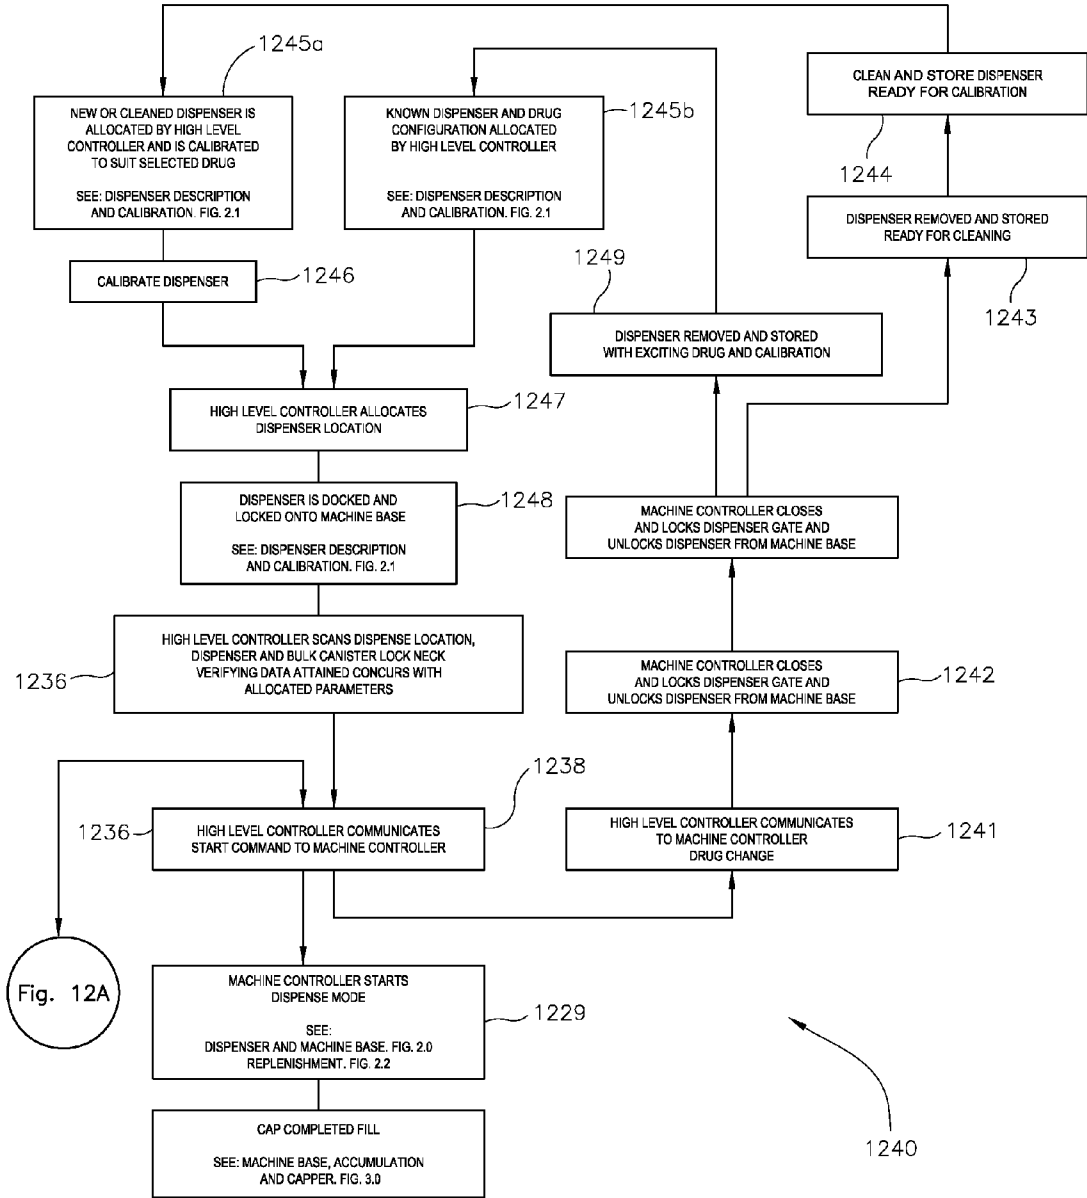 1245a
NEW OR CLEANED DISPENSER IS
ALLOCATED BY HIGH LEVEL
CONTROLLER AND IS CALIBRATED
TO SUIT SELECTED DRUG
SEE: DISPENSER DESCRIPTION
AND CALIBRATION. FIG. 2.1
1245b
KNOWN DISPENSER AND DRUG
CONFIGURATION ALLOCATED
BY HIGH LEVEL CONTROLLER
SEE: DISPENSER DESCRIPTION
AND CALIBRATION. FIG. 2.1
CLEAN AND STORE DISPENSER
READY FOR CALIBRATION
1244
DISPENSER REMOVED AND STORED
READY FOR CLEANING
1243
CALIBRATE DISPENSER
1246
1249
DISPENSER REMOVED AND STORED
WITH EXCITING DRUG AND CALIBRATION
HIGH LEVEL CONTROLLER ALLOCATES
DISPENSER LOCATION
1247
DISPENSER IS DOCKED AND
LOCKED ONTO MACHINE BASE
SEE: DISPENSER DESCRIPTION
AND CALIBRATION. FIG. 2.1
1248
MACHINE CONTROLLER CLOSES
AND LOCKS DISPENSER GATE AND
UNLOCKS DISPENSER FROM MACHINE BASE
HIGH LEVEL CONTROLLER SCANS DISPENSE LOCATION,
DISPENSER AND BULK CANISTER LOCK NECK
VERIFYING DATA ATTAINED CONCURS WITH
ALLOCATED PARAMETERS
1236
MACHINE CONTROLLER CLOSES
AND LOCKS DISPENSER GATE AND
UNLOCKS DISPENSER FROM MACHINE BASE
1242
1238
1236
HIGH LEVEL CONTROLLER COMMUNICATES
START COMMAND TO MACHINE CONTROLLER
HIGH LEVEL CONTROLLER COMMUNICATES
TO MACHINE CONTROLLER
DRUG CHANGE
1241
Fig. 12A
MACHINE CONTROLLER STARTS
DISPENSE MODE
SEE:
DISPENSER AND MACHINE BASE. FIG. 2.0
REPLENISHMENT. FIG. 2.2
1229
CAP COMPLETED FILL
SEE: MACHINE BASE, ACCUMULATION
AND CAPPER. FIG. 3.0
1240